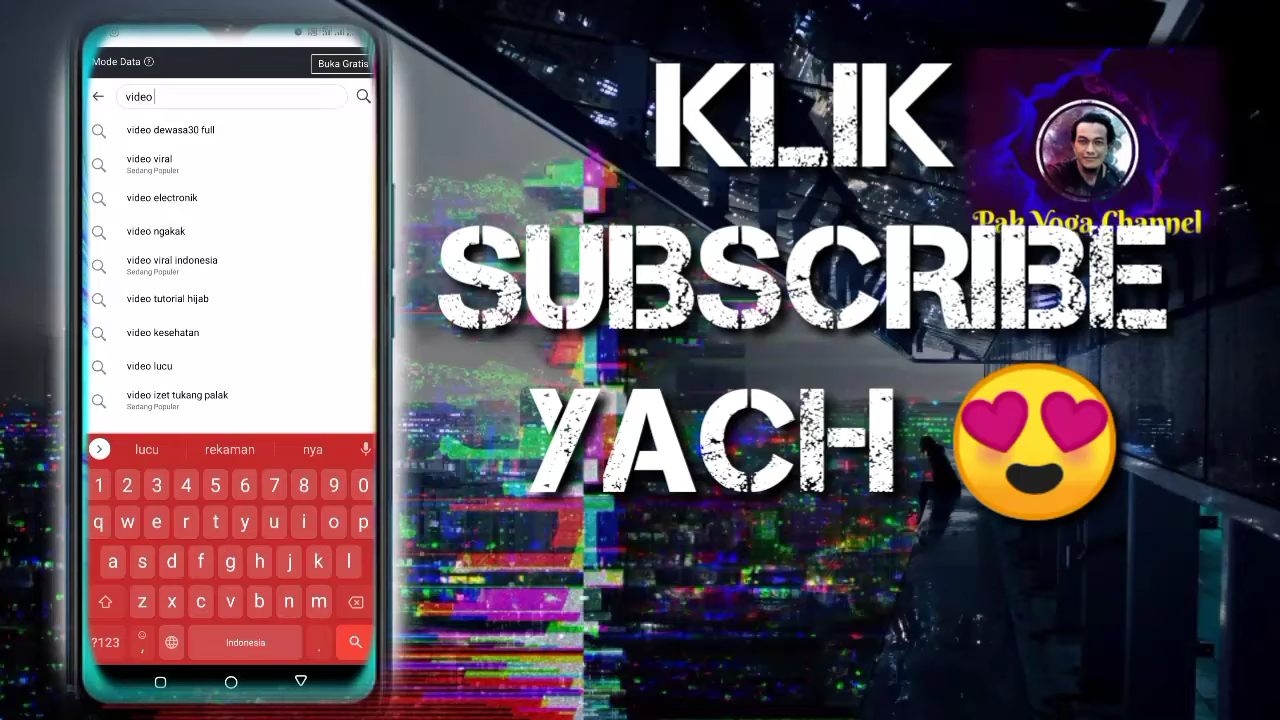 Mode Data ?
Buka Gratis
video
video dewasa30 full
video viral
Sedang Populer
video electronik
video ngakak
video viral indonesia
Sedang Populer
video tutorial hijab
video kesehatan
video lucu
video izet tukang palak
Sedang Populer
lucu rekaman nya
1 2 3 4 5 6 7 8 9 0
q w e r t y u i o p
a s d f g h j k l
z x c v b n m
?123 , Indonesia .
KLIK
Pak Yoga Channel
SUBSCRIBE
YACH